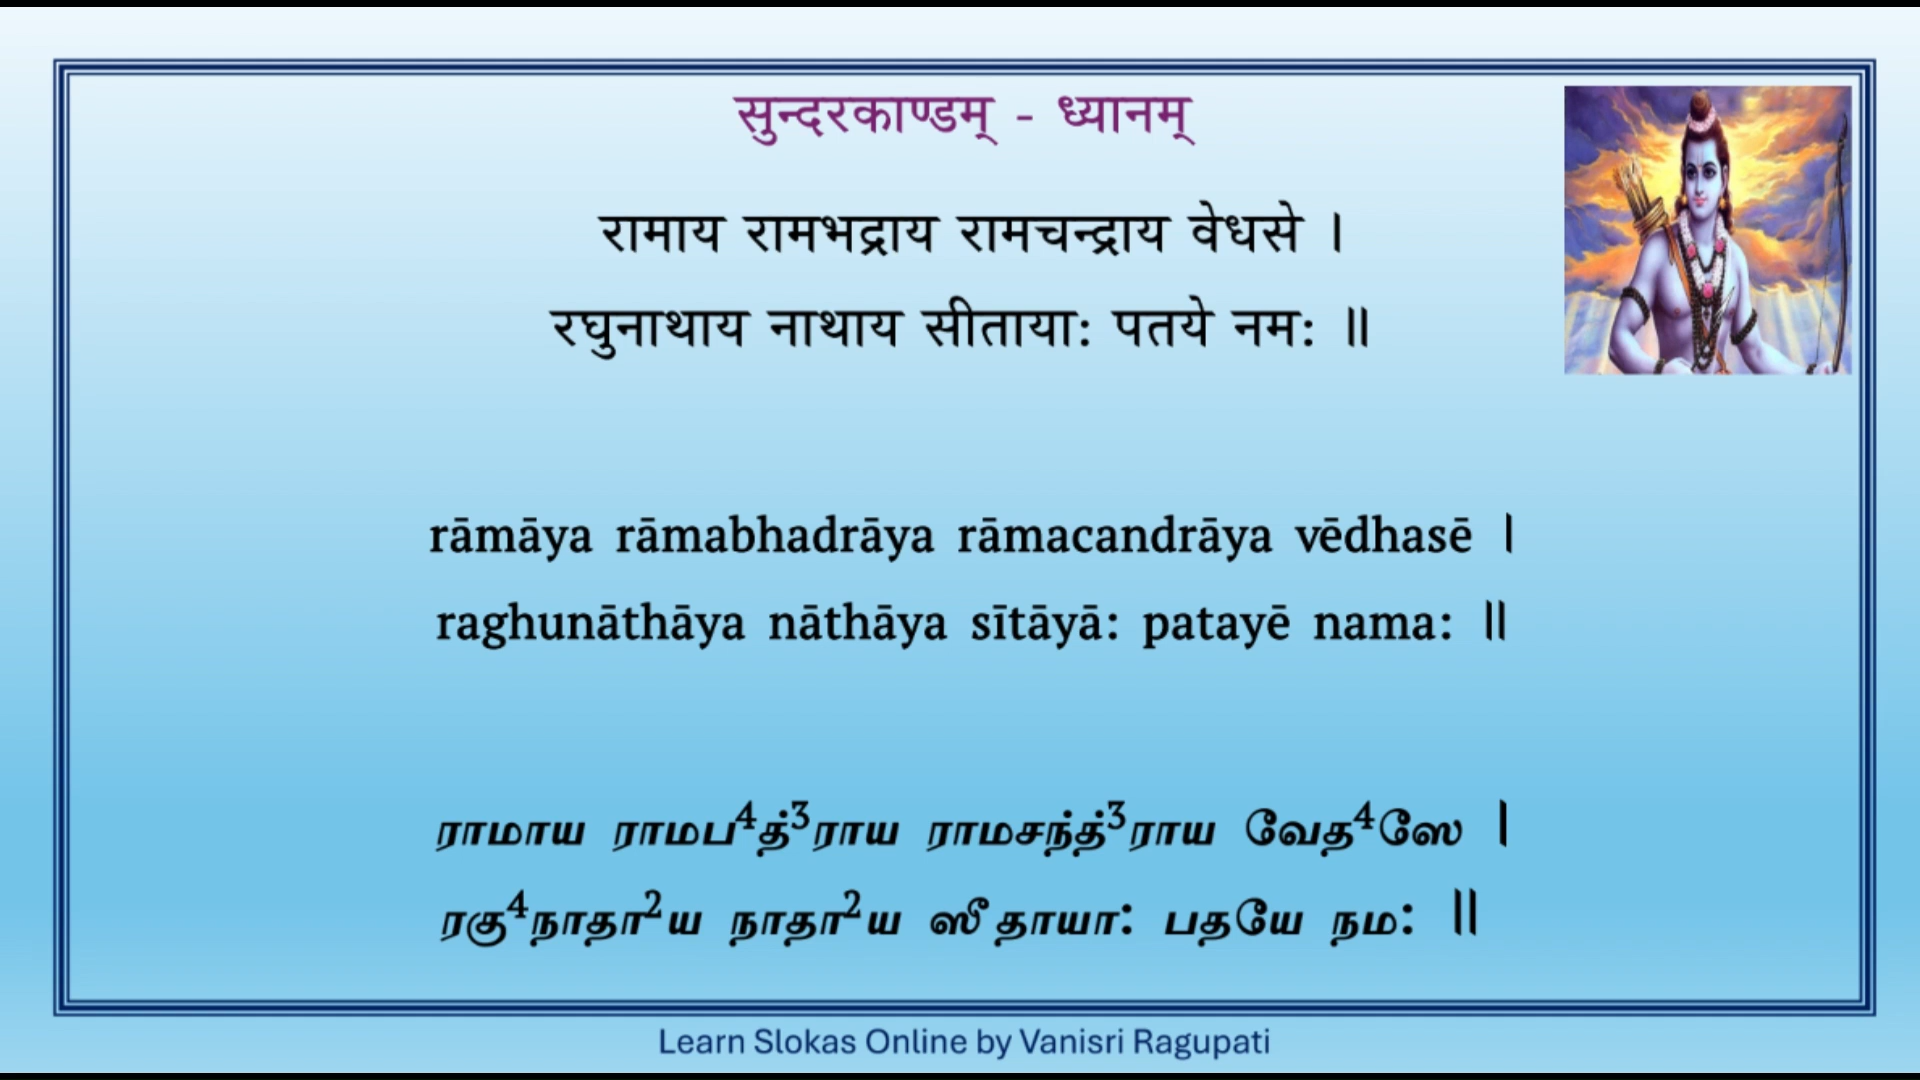 सुन्दरकाण्डम् - ध्यानम्
रामाय रामभद्राय रामचन्द्राय वेधसे ।
रघुनाथाय नाथाय सीतायाः पतये नमः ॥
rāmāya rāmabhadrāya rāmacandrāya vēdhasē ।
raghunāthāya nāthāya sītāyā: patayē nama: ॥
ராமாய ராமப⁴த்³ராய ராமசந்த்³ராய வேத⁴ஸே ।
ரகு⁴நாதா²ய நாதா²ய ஸீதாயா: பதயே நம: ॥
Learn Slokas Online by Vanisri Ragupati